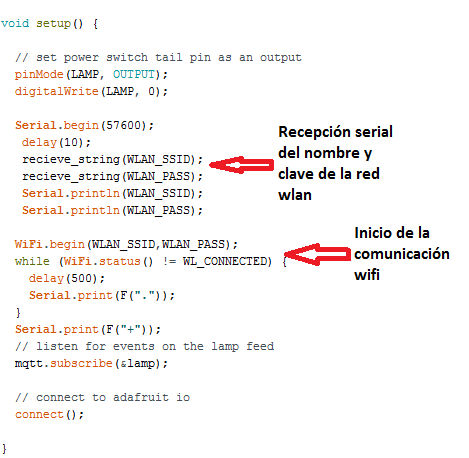 void setup() {
// set power switch tail pin as an output
pinMode(LAMP, OUTPUT);
digitalWrite(LAMP, 0);
Serial.begin(57600);
delay(10);
recieve_string(WLAN_SSID);
recieve_string(WLAN_PASS);
Serial.println(WLAN_SSID);
Serial.println(WLAN_PASS);
Recepción serial
del nombre y
clave de la red
wlan
WiFi.begin(WLAN_SSID,WLAN_PASS);
while (WiFi.status() != WL_CONNECTED) {
delay(500);
Serial.print(F("."));
}
Inicio de la
comunicación
wifi
Serial.print(F("+"));
// listen for events on the lamp feed
mqtt.subscribe(&lamp);
// connect to adafruit io
connect();
}